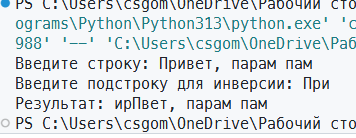 PS C:\Users\csgom\OneDrive\Рабочий сто
ograms\Python\Python313\python.exe' 'c
988' '--' 'C:\Users\csgom\OneDrive\Раб
Введите строку: Привет, парам пам
Введите подстроку для инверсии: При
Результат: ирПвет, парам пам
PS C:\Users\csgom\OneDrive\Рабочий сто